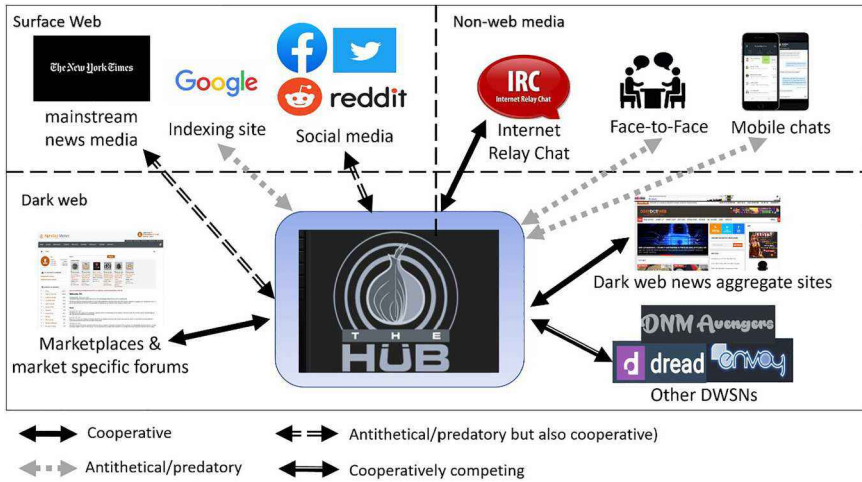 Surface Web
Non-web media
The New York Times
mainstream
news media
Google
Indexing site
reddit
Social media
IRC
Internet Relay Chat
Internet
Relay Chat
Face-to-Face
Mobile chats
Dark web
Marketplaces &
market specific forums
THE
HUB
Dark web news aggregate sites
DNM Avengers
d dread
envoy
Other DWSNs
Cooperative
Antithetical/predatory but also cooperative)
Antithetical/predatory
Cooperatively competing